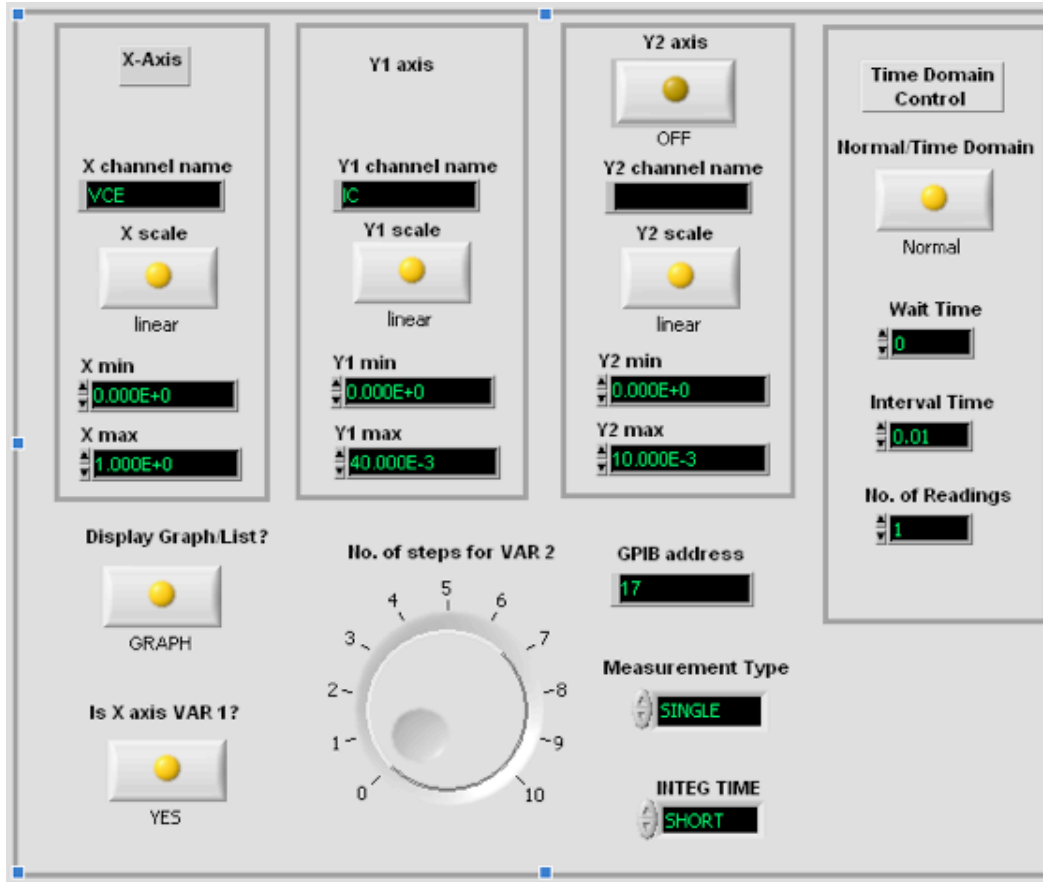 X-Axis
X channel name
VCE
X scale
linear
X min
0.000E+0
X max
1.000E+0
Y1 axis
Y1 channel name
IC
Y1 scale
linear
Y1 min
0.000E+0
Y1 max
40.000E-3
Y2 axis
OFF
Y2 channel name
Y2 scale
linear
Y2 min
0.000E+0
Y2 max
10.000E-3
Time Domain
Control
Normal/Time Domain
Normal
Wait Time
0
Interval Time
0.01
No. of Readings
1
Display Graph/List?
GRAPH
Is X axis VAR 1?
YES
No. of steps for VAR 2
0
1
2
3
4
5
6
7
8
9
10
GPIB address
17
Measurement Type
SINGLE
INTEG TIME
SHORT